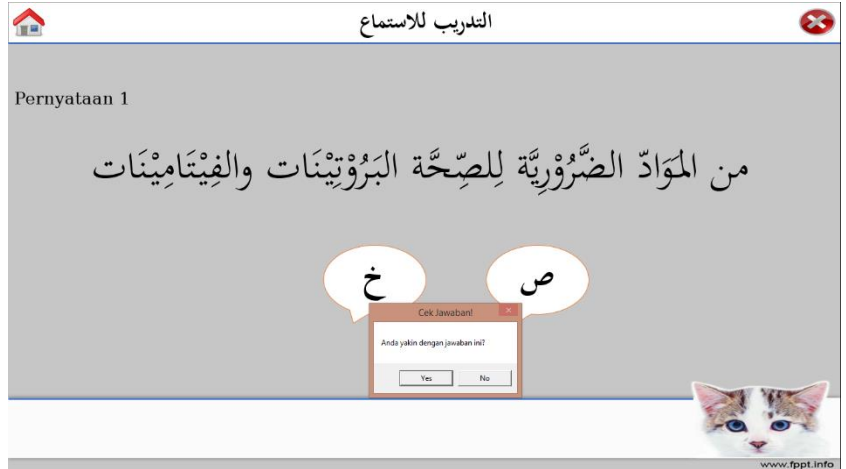 التدريب للاستماع
Pernyataan 1
من المَوَادّ الضَّرُوْرِيَّة لِلصِّحَّة البَرُوْتِيْنَات والفِيْتَامِيْنَات
ص
خ
Cek Jawaban!
Anda yakin dengan jawaban ini?
Yes
No
www.fppt.info